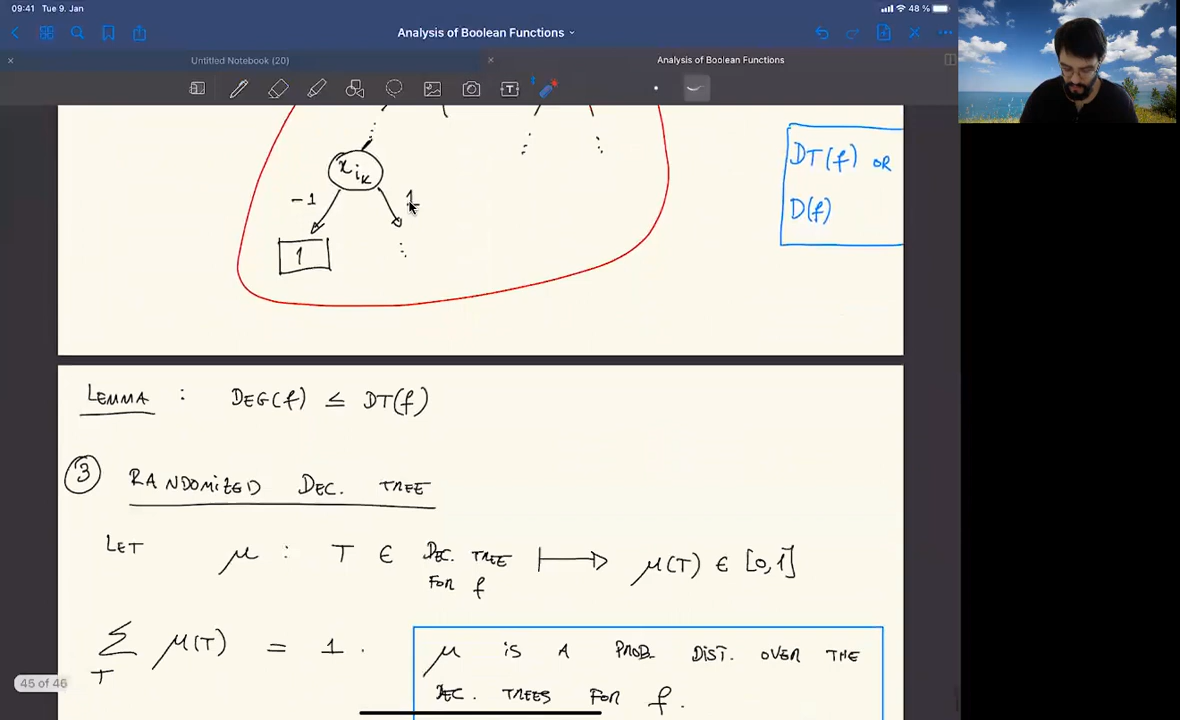 09:41 Tue 9. Jan
48 %
Analysis of Boolean Functions
Untitled Notebook (20)
Analysis of Boolean Functions
x_{i_k}
-1
1
1
DT(f) OR
D(f)
LEMMA : DEG(f) ≤ DT(f)
③ RANDOMIZED DEC. TREE
LET μ : T ∈ DEC. TREE FOR f ⟼ μ(T) ∈ [0,1]
∑_T μ(T) = 1.
μ IS A PROB. DIST. OVER THE
DEC. TREES FOR f.
45 of 46